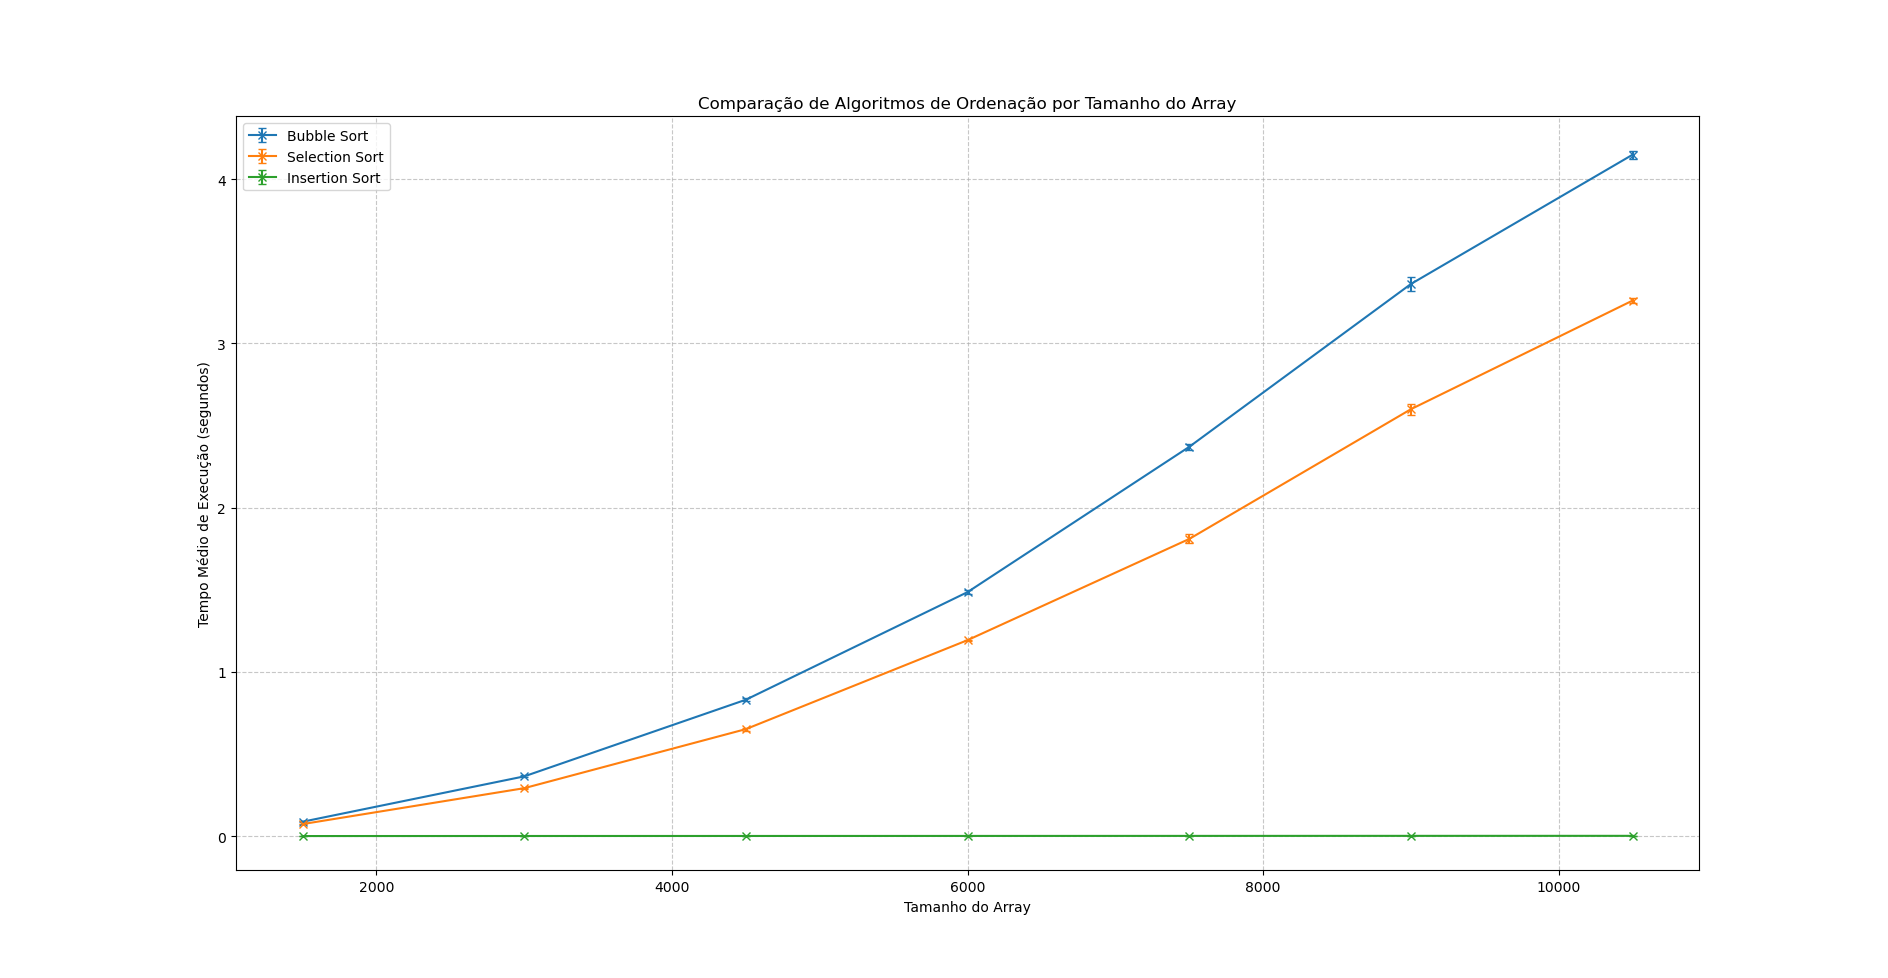 Comparação de Algoritmos de Ordenação por Tamanho do Array
Bubble Sort
Selection Sort
Insertion Sort
Tempo Médio de Execução (segundos)
4
3
2
1
0
2000
4000
6000
8000
10000
Tamanho do Array